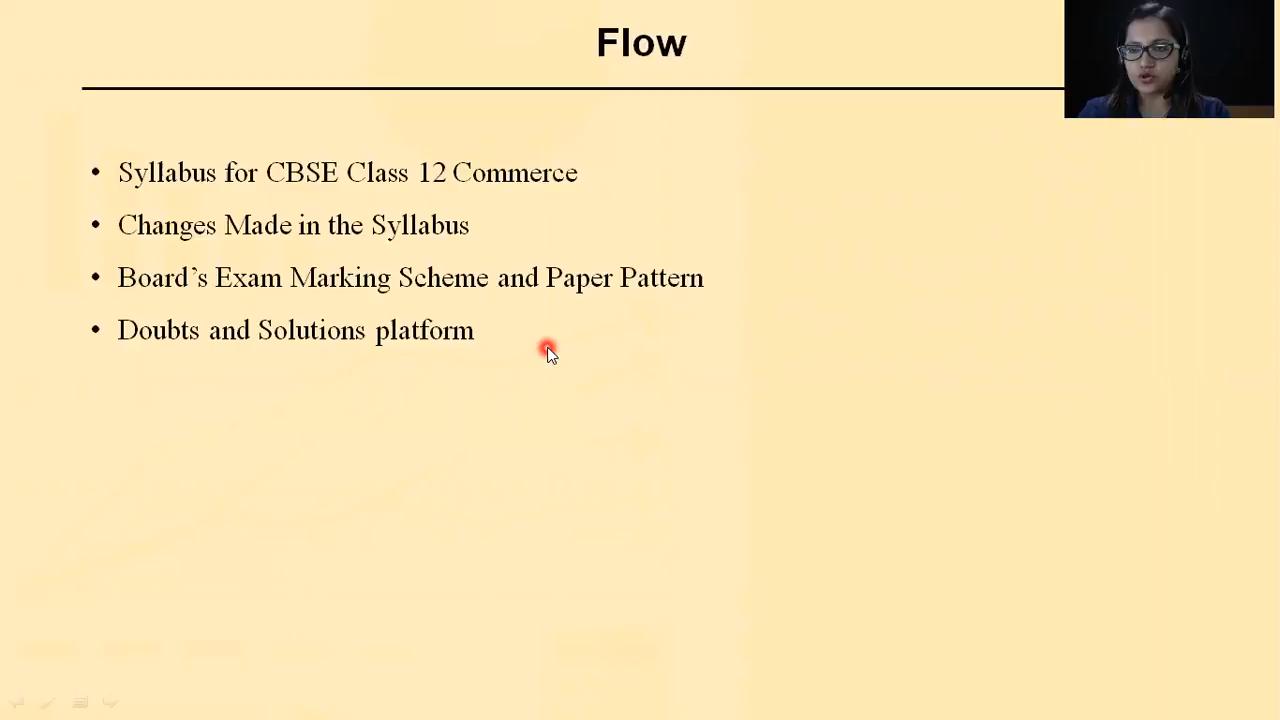 Flow
• Syllabus for CBSE Class 12 Commerce
• Changes Made in the Syllabus
• Board’s Exam Marking Scheme and Paper Pattern
• Doubts and Solutions platform